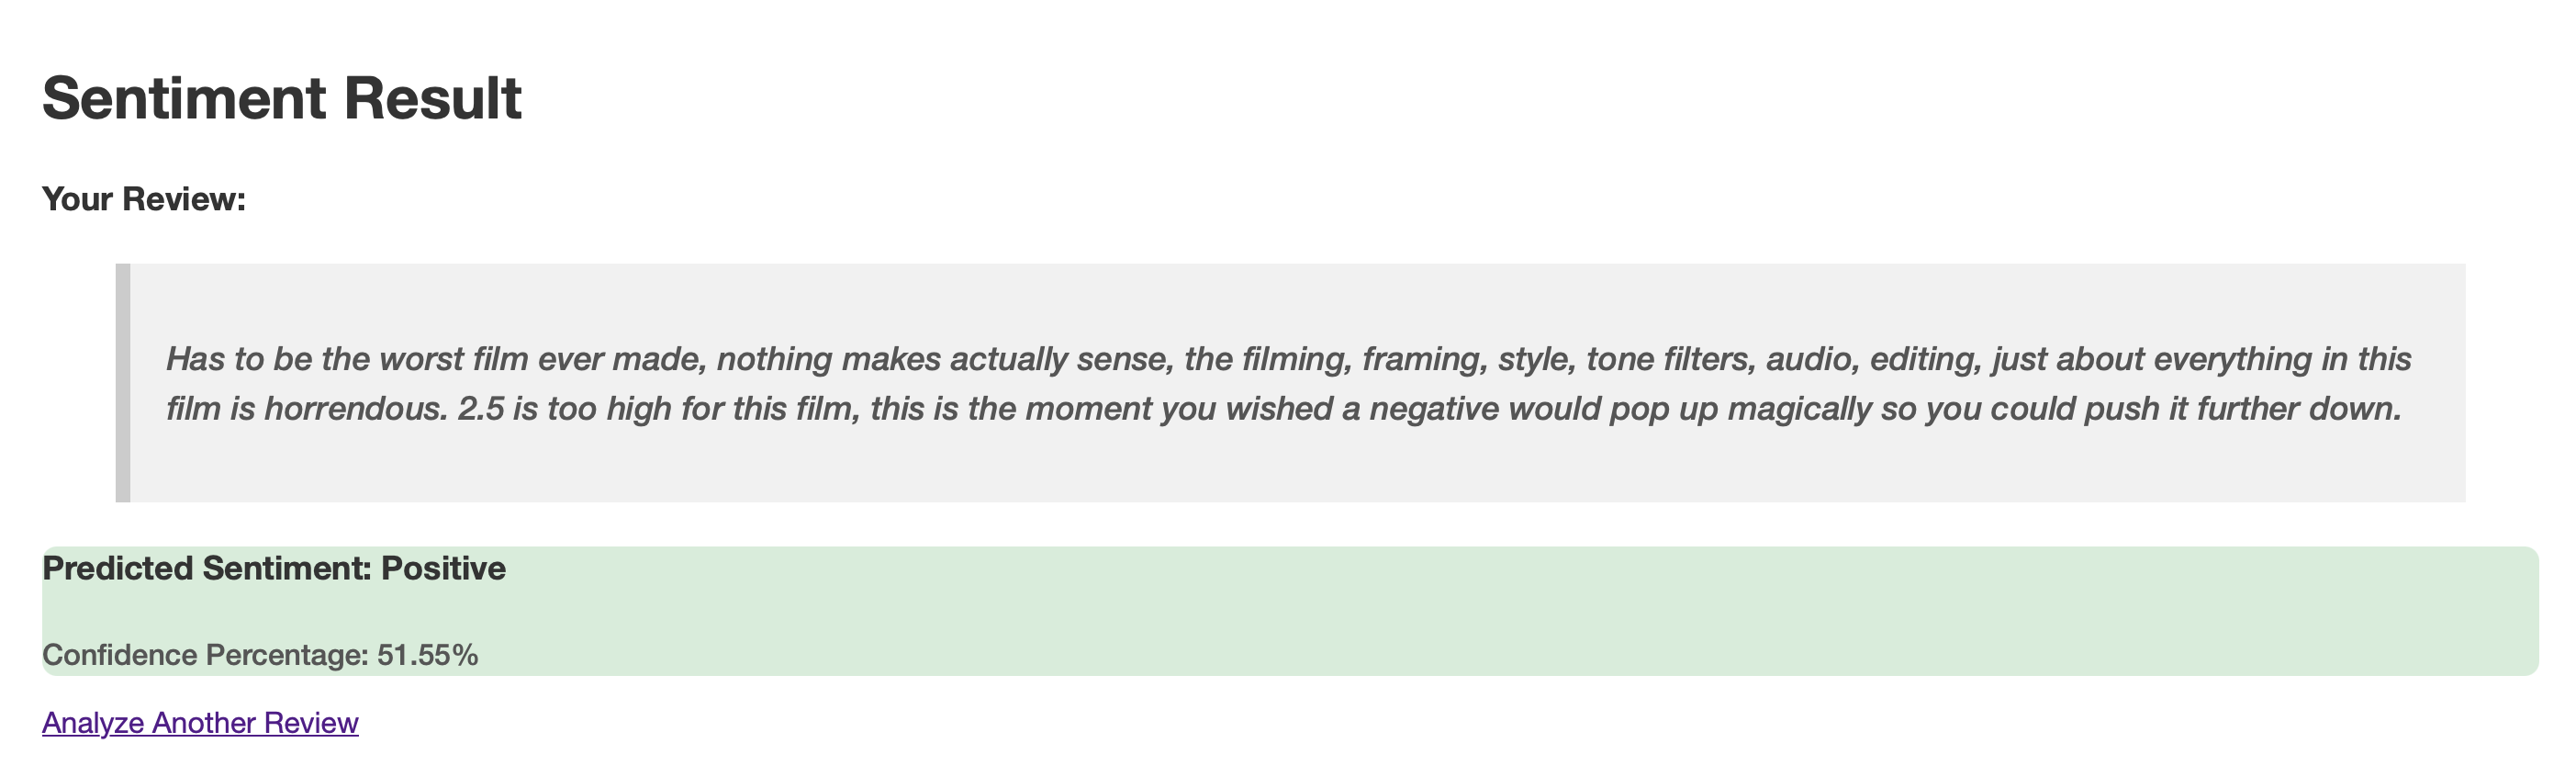 Sentiment Result
Your Review:
Has to be the worst film ever made, nothing makes actually sense, the filming, framing, style, tone filters, audio, editing, just about everything in this
film is horrendous. 2.5 is too high for this film, this is the moment you wished a negative would pop up magically so you could push it further down.
Predicted Sentiment: Positive
Confidence Percentage: 51.55%
Analyze Another Review